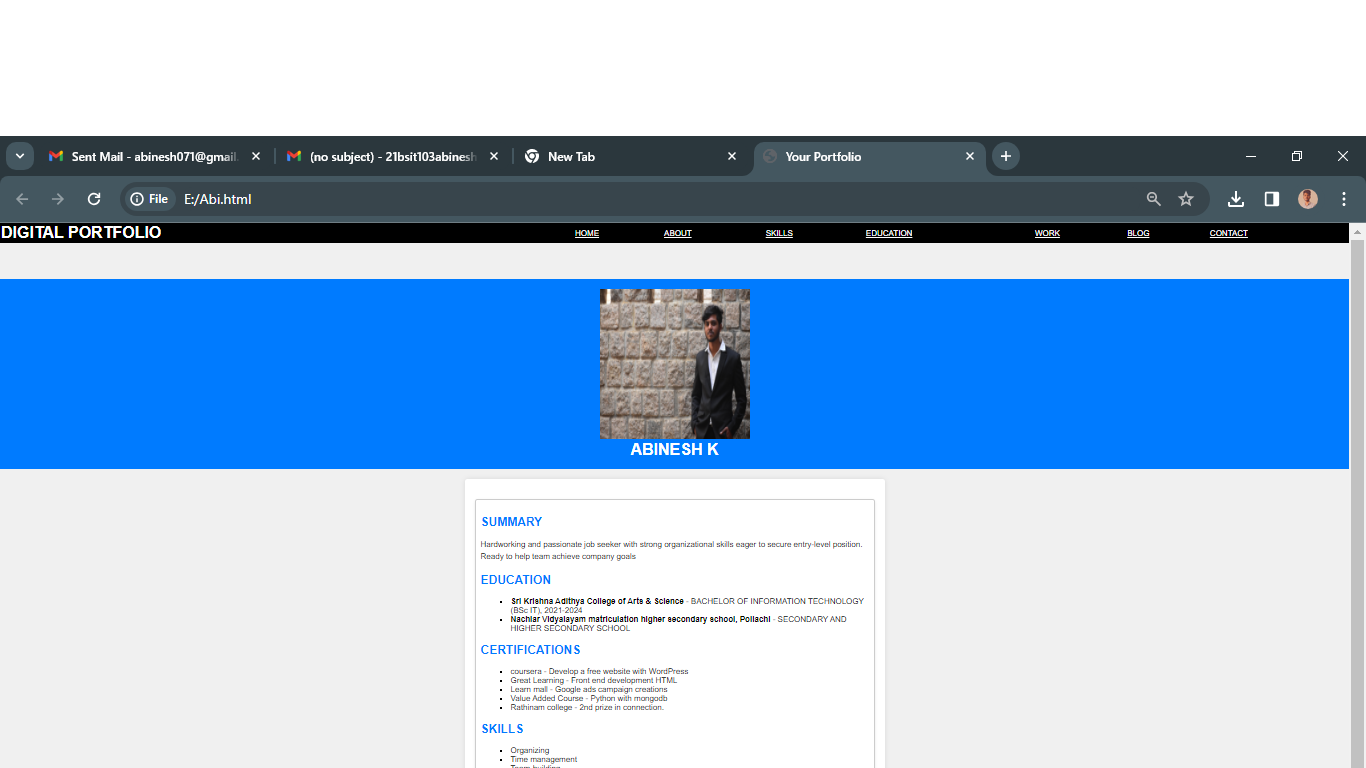 Sent Mail - abinesh071@gmail.
(no subject) - 21bsit103abinesh
New Tab
Your Portfolio
File
E:/Abi.html
DIGITAL PORTFOLIO
HOME
ABOUT
SKILLS
EDUCATION
WORK
BLOG
CONTACT
ABINESH K
SUMMARY
Hardworking and passionate job seeker with strong organizational skills eager to secure entry-level position.
Ready to help team achieve company goals
EDUCATION
Sri Krishna Adithya College of Arts & Science - BACHELOR OF INFORMATION TECHNOLOGY
(BSc IT), 2021-2024
Nachiar Vidyalayam matriculation higher secondary school, Pollachi - SECONDARY AND
HIGHER SECONDARY SCHOOL
CERTIFICATIONS
coursera - Develop a free website with WordPress
Great Learning - Front end development HTML
Learn mall - Google ads campaign creations
Value Added Course - Python with mongodb
Rathinam college - 2nd prize in connection.
SKILLS
Organizing
Time management
Team building